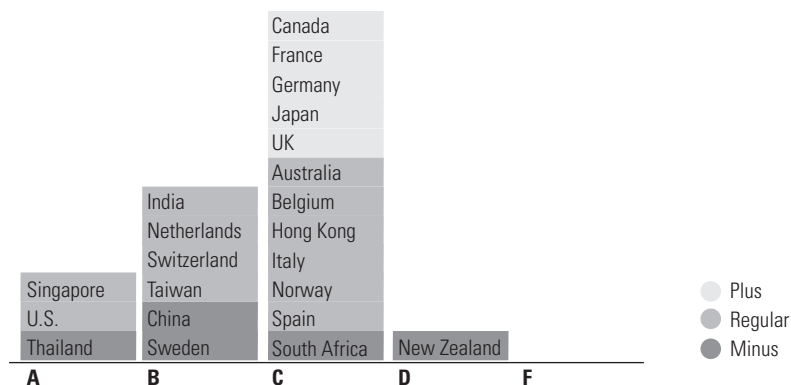 Canada
France
Germany
Japan
UK
Australia
Belgium
Hong Kong
Italy
Norway
Spain
South Africa
India
Netherlands
Switzerland
Taiwan
China
Sweden
Singapore
U.S.
Thailand
New Zealand
A B C D F
Plus
Regular
Minus